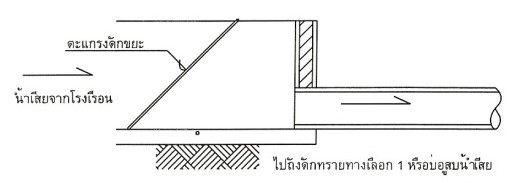 ตะแกรงดักขยะ
น้ำเสียจากโรงเรือน
ไปถังดักทรายทางเลือก 1 หรือบ่อสูบน้ำเสีย